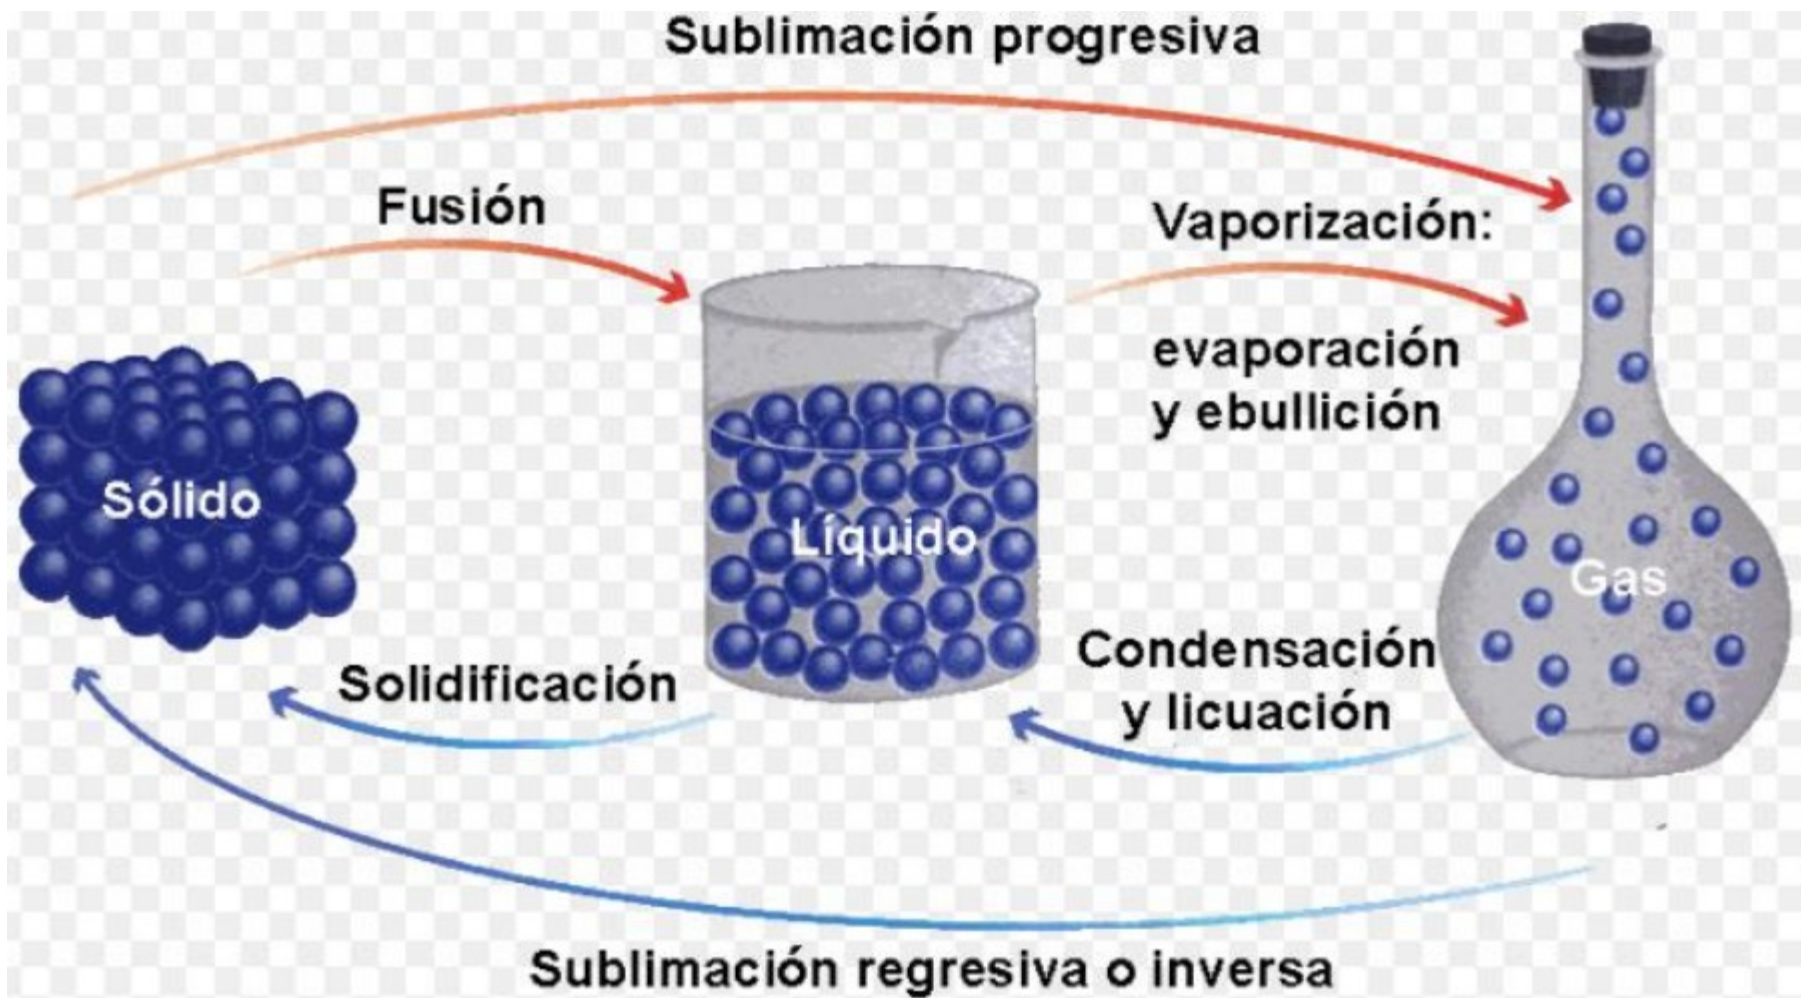 Sublimación progresiva
Fusión
Vaporización:
evaporación
y ebullición
Sólido
Líquido
Gas
Condensación
y licuación
Solidificación
Sublimación regresiva o inversa